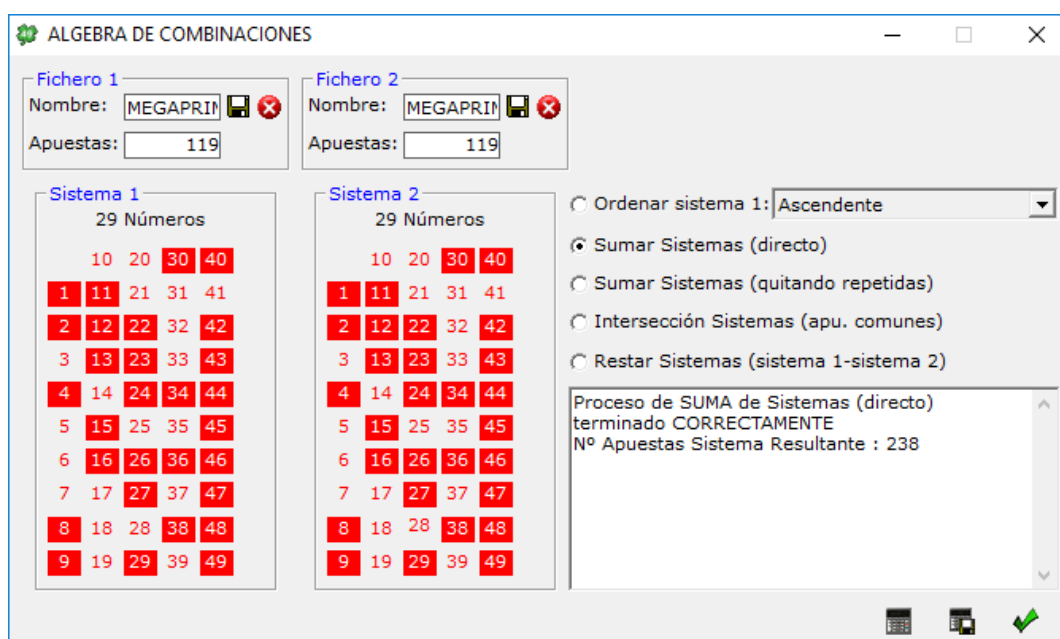 ALGEBRA DE COMBINACIONES
Fichero 1
Nombre: MEGAPRIM
Apuestas: 119
Fichero 2
Nombre: MEGAPRIM
Apuestas: 119
Sistema 1
29 Números
10 20 30 40
1 11 21 31 41
2 12 22 32 42
3 13 23 33 43
4 14 24 34 44
5 15 25 35 45
6 16 26 36 46
7 17 27 37 47
8 18 28 38 48
9 19 29 39 49
Sistema 2
29 Números
10 20 30 40
1 11 21 31 41
2 12 22 32 42
3 13 23 33 43
4 14 24 34 44
5 15 25 35 45
6 16 26 36 46
7 17 27 37 47
8 18 28 38 48
9 19 29 39 49
Ordenar sistema 1: Ascendente
Sumar Sistemas (directo)
Sumar Sistemas (quitando repetidas)
Intersección Sistemas (apu. comunes)
Restar Sistemas (sistema 1-sistema 2)
Proceso de SUMA de Sistemas (directo)
terminado CORRECTAMENTE
Nº Apuestas Sistema Resultante : 238